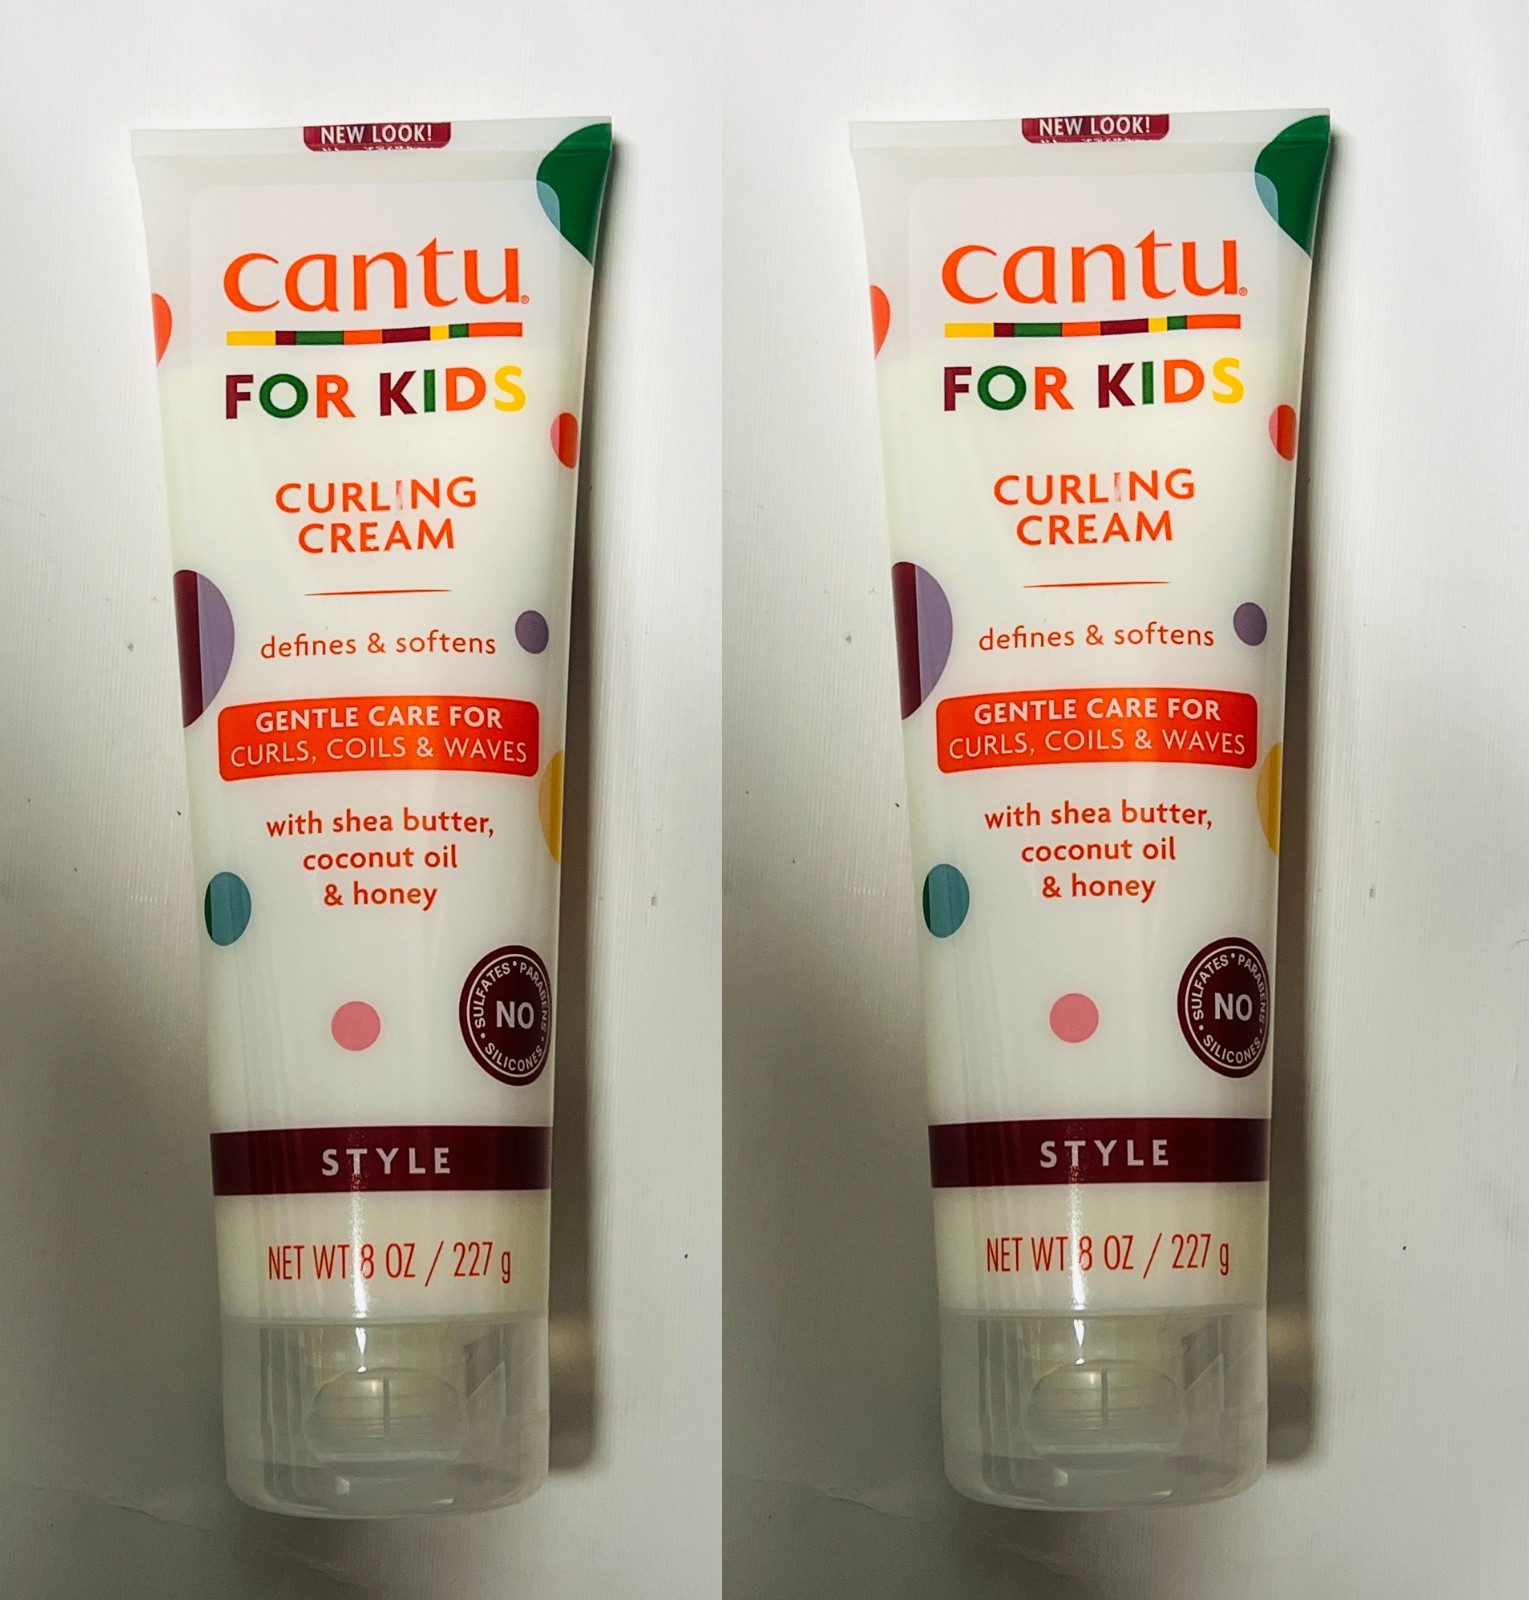 NEW LOOK!
cantu®
FOR KIDS
CURLING
CREAM
defines & softens
GENTLE CARE FOR
CURLS, COILS & WAVES
with shea butter,
coconut oil
& honey
SULFATES • PARABENS • SILICONES •
NO
STYLE
NET WT 8 OZ / 227 g
NEW LOOK!
cantu®
FOR KIDS
CURLING
CREAM
defines & softens
GENTLE CARE FOR
CURLS, COILS & WAVES
with shea butter,
coconut oil
& honey
SULFATES • PARABENS • SILICONES •
NO
STYLE
NET WT 8 OZ / 227 g